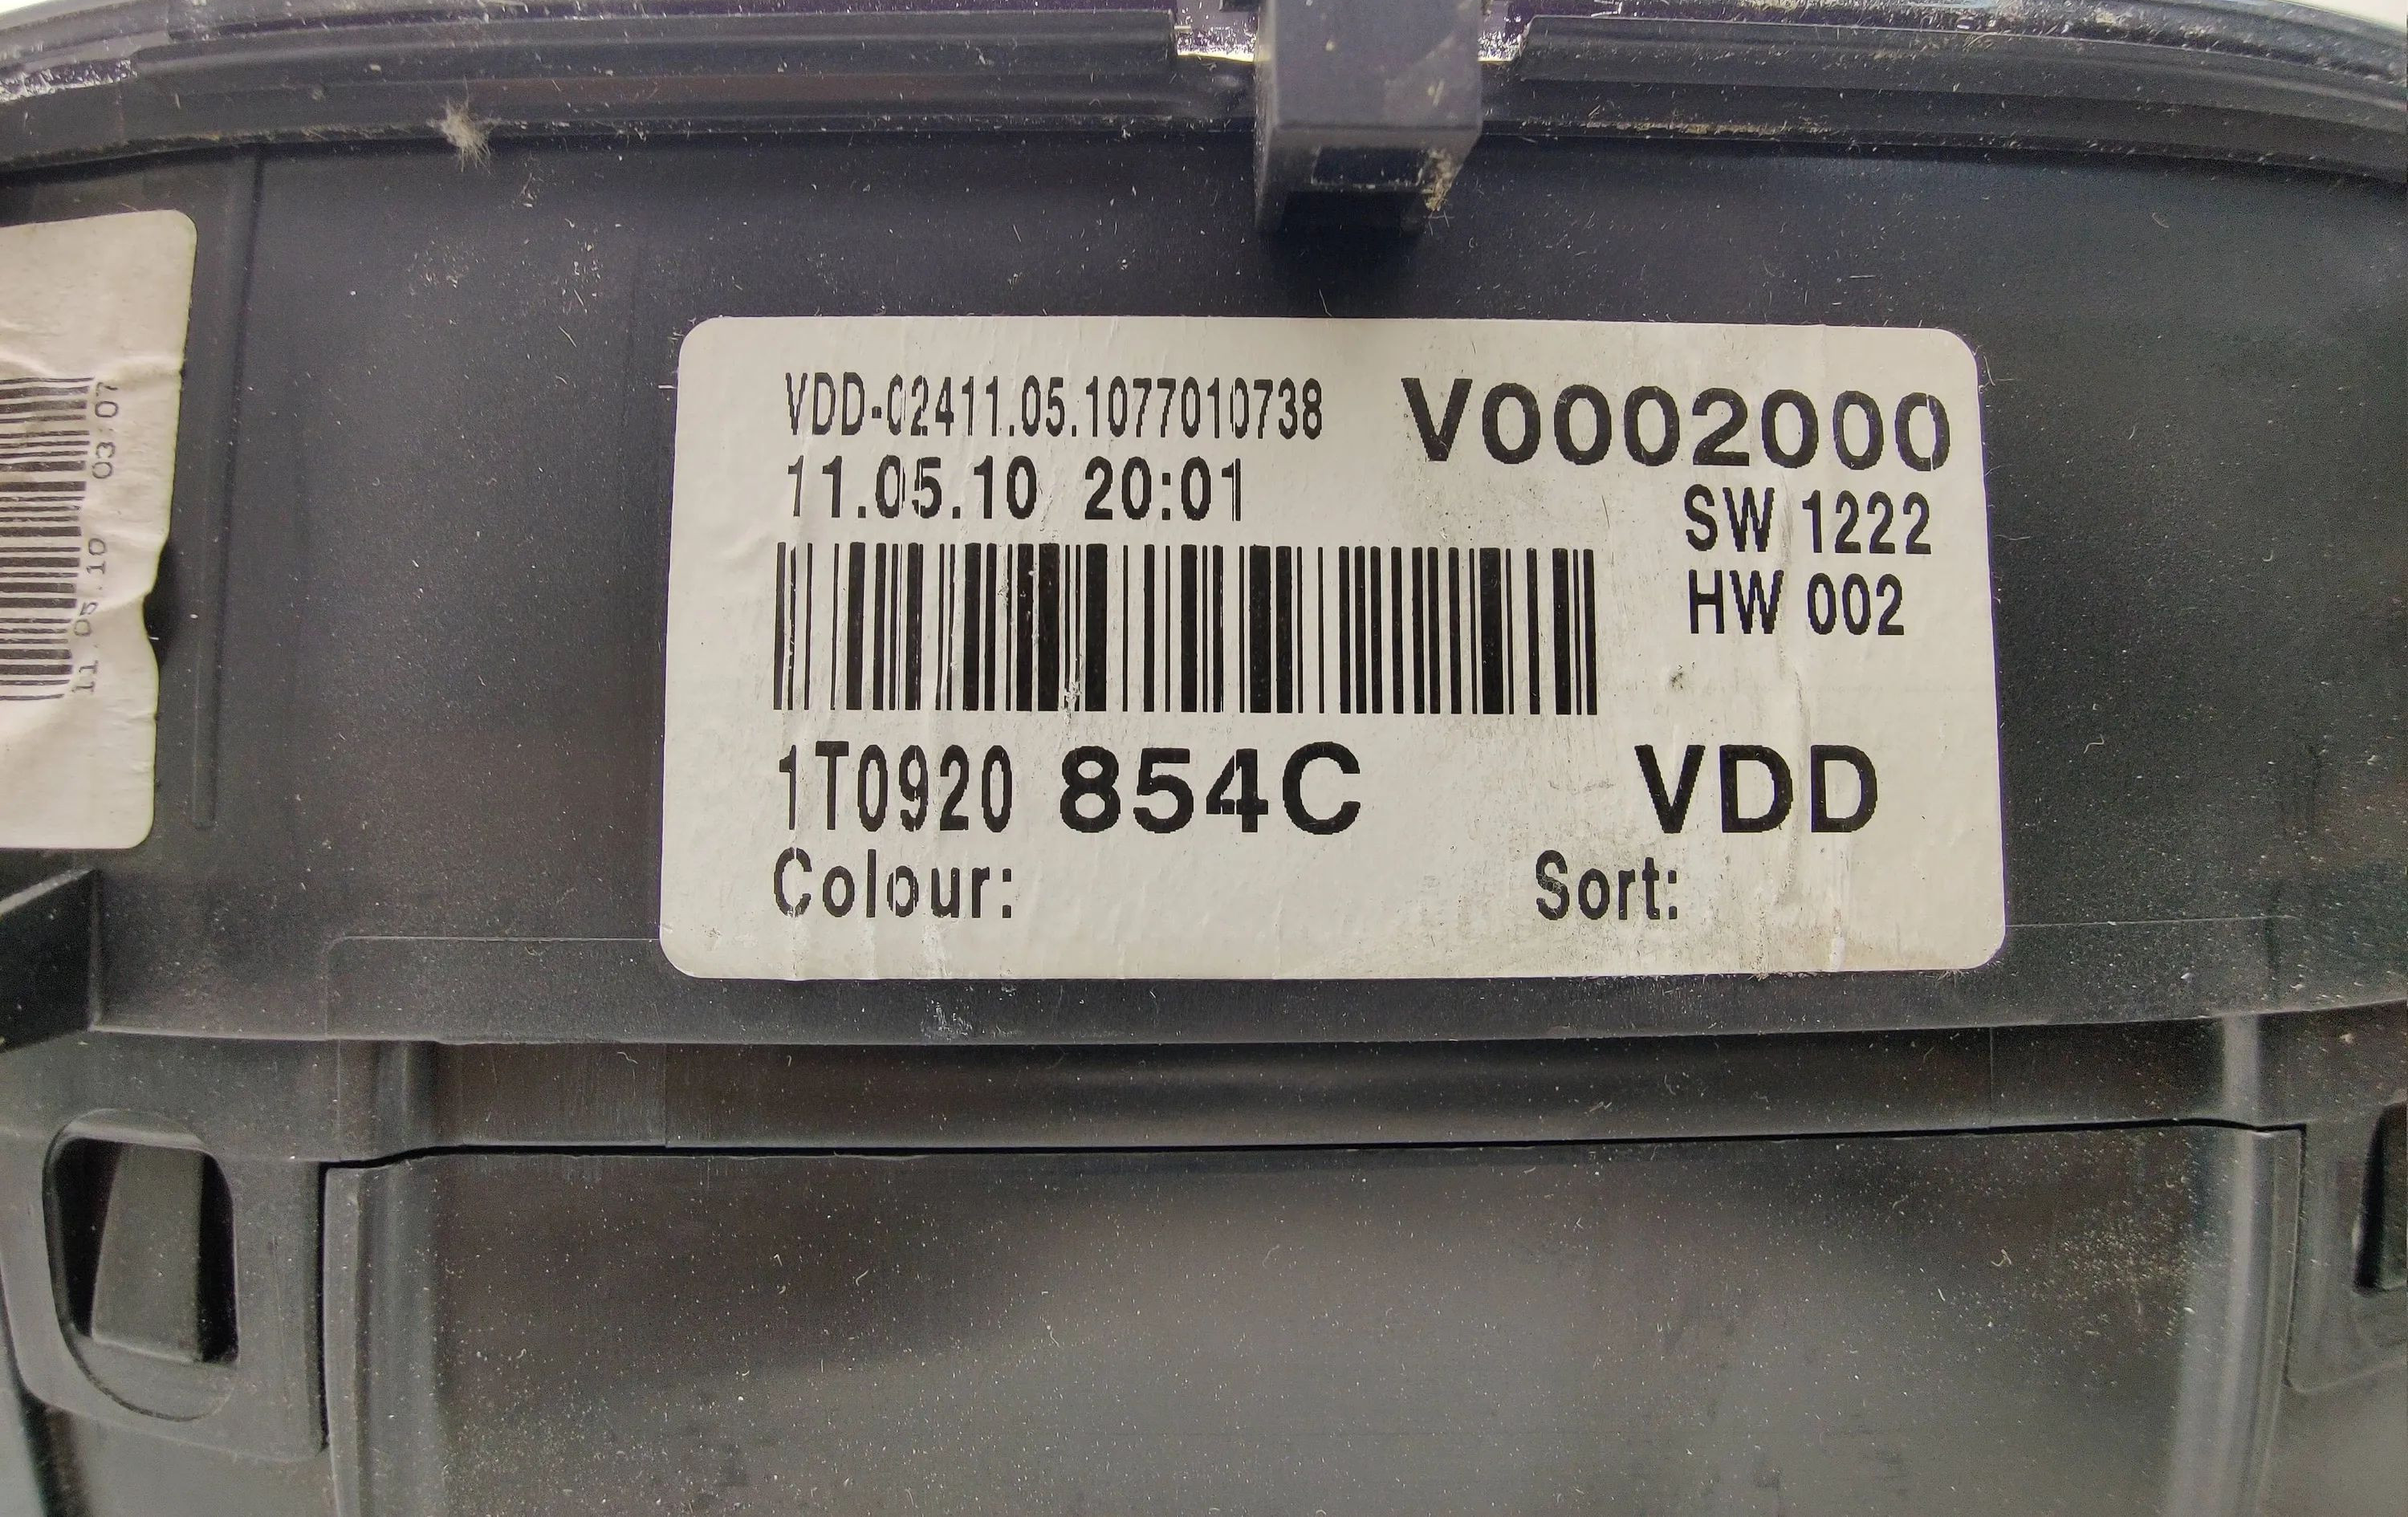 VDD-02411.05.1077010738
V0002000
11.05.10 20:01
SW 1222
HW 002
1T0920 854C
VDD
Colour:
Sort:
11.05.10 03:07